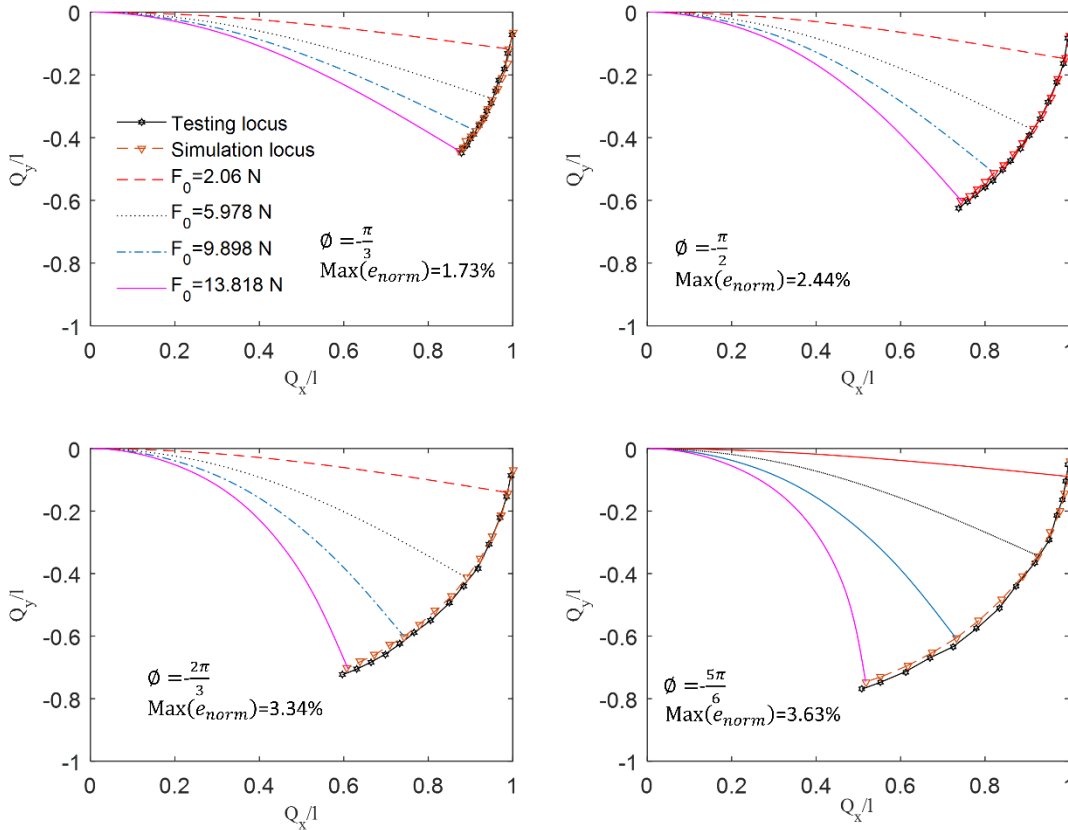 0
-0.2
-0.4
-0.6
-0.8
-1
Q_y/l
Testing locus
Simulation locus
F_0=2.06 N
F_0=5.978 N
F_0=9.898 N
F_0=13.818 N
∅ =-π/3
Max(e_norm)=1.73%
0 0.2 0.4 0.6 0.8 1
Q_x/l
0
-0.2
-0.4
-0.6
-0.8
-1
Q_y/l
∅ =-π/2
Max(e_norm)=2.44%
0 0.2 0.4 0.6 0.8 1
Q_x/l
0
-0.2
-0.4
-0.6
-0.8
-1
Q_y/l
∅ =-2π/3
Max(e_norm)=3.34%
0 0.2 0.4 0.6 0.8 1
Q_x/l
0
-0.2
-0.4
-0.6
-0.8
-1
Q_y/l
∅ =-5π/6
Max(e_norm)=3.63%
0 0.2 0.4 0.6 0.8 1
Q_x/l